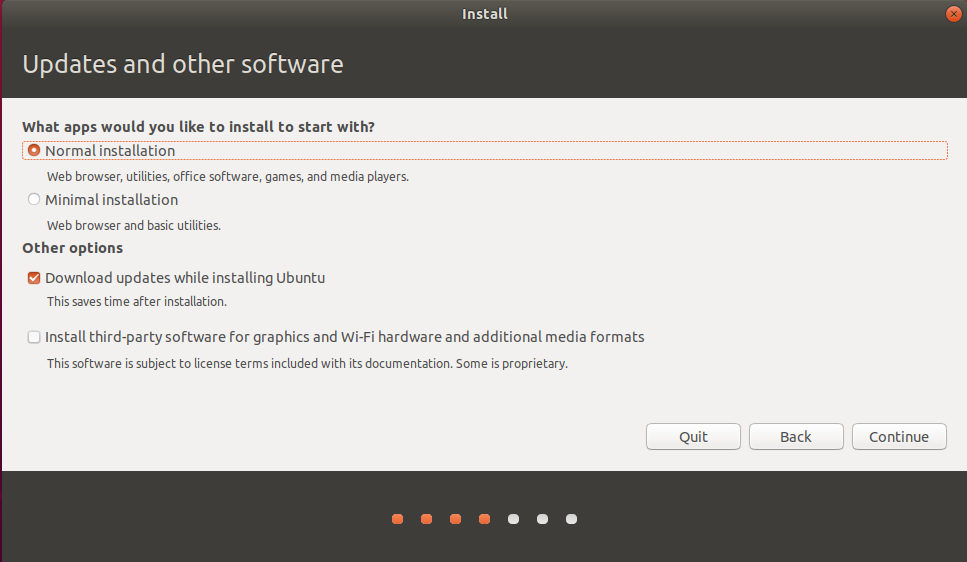 Install
Updates and other software
What apps would you like to install to start with?
Normal installation
Web browser, utilities, office software, games, and media players.
Minimal installation
Web browser and basic utilities.
Other options
Download updates while installing Ubuntu
This saves time after installation.
Install third-party software for graphics and Wi-Fi hardware and additional media formats
This software is subject to license terms included with its documentation. Some is proprietary.
Quit Back Continue